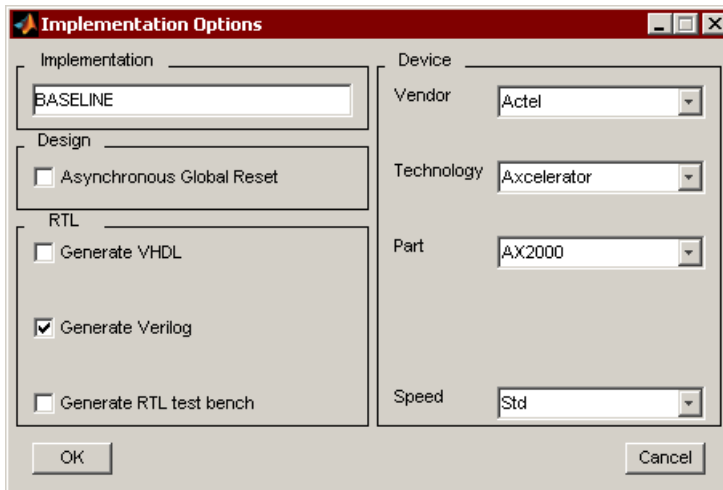 Implementation Options
Implementation
BASELINE
Design
Asynchronous Global Reset
RTL
Generate VHDL
Generate Verilog
Generate RTL test bench
Device
Vendor
Actel
Technology
Axcelerator
Part
AX2000
Speed
Std
OK
Cancel